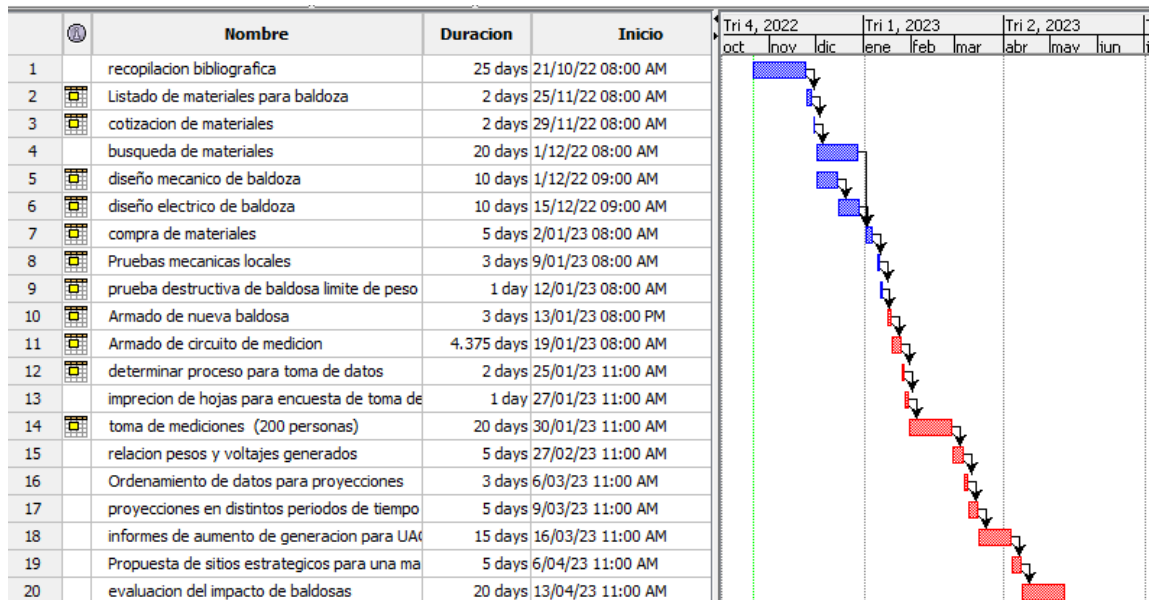 Nombre Duracion Inicio Tri 4, 2022 Tri 1, 2023 Tri 2, 2023
oct nov dic ene feb mar abr may jun
1 recopilacion bibliografica 25 days 21/10/22 08:00 AM
2 Listado de materiales para baldoza 2 days 25/11/22 08:00 AM
3 cotizacion de materiales 2 days 29/11/22 08:00 AM
4 busqueda de materiales 20 days 1/12/22 08:00 AM
5 diseño mecanico de baldoza 10 days 1/12/22 09:00 AM
6 diseño electrico de baldoza 10 days 15/12/22 09:00 AM
7 compra de materiales 5 days 2/01/23 08:00 AM
8 Pruebas mecanicas locales 3 days 9/01/23 08:00 AM
9 prueba destructiva de baldosa limite de peso 1 day 12/01/23 08:00 AM
10 Armado de nueva baldosa 3 days 13/01/23 08:00 PM
11 Armado de circuito de medicion 4.375 days 19/01/23 08:00 AM
12 determinar proceso para toma de datos 2 days 25/01/23 11:00 AM
13 imprecion de hojas para encuesta de toma de 1 day 27/01/23 11:00 AM
14 toma de mediciones (200 personas) 20 days 30/01/23 11:00 AM
15 relacion pesos y voltajes generados 5 days 27/02/23 11:00 AM
16 Ordenamiento de datos para proyecciones 3 days 6/03/23 11:00 AM
17 proyecciones en distintos periodos de tiempo 5 days 9/03/23 11:00 AM
18 informes de aumento de generacion para 15 days 16/03/23 11:00 AM
19 Propuesta de sitios estrategicos para una ma 5 days 6/04/23 11:00 AM
20 evaluacion del impacto de baldosas 20 days 13/04/23 11:00 AM